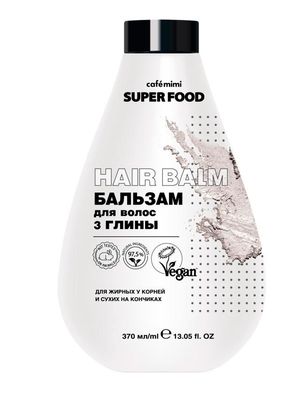 café mimi
SUPER FOOD
HAIR BALM
БАЛЬЗАМ
для волос
3 ГЛИНЫ
97,5%
Vegan
ДЛЯ ЖИРНЫХ У КОРНЕЙ
И СУХИХ НА КОНЧИКАХ
370 мл/ml ℮ 13.05 fl. OZ